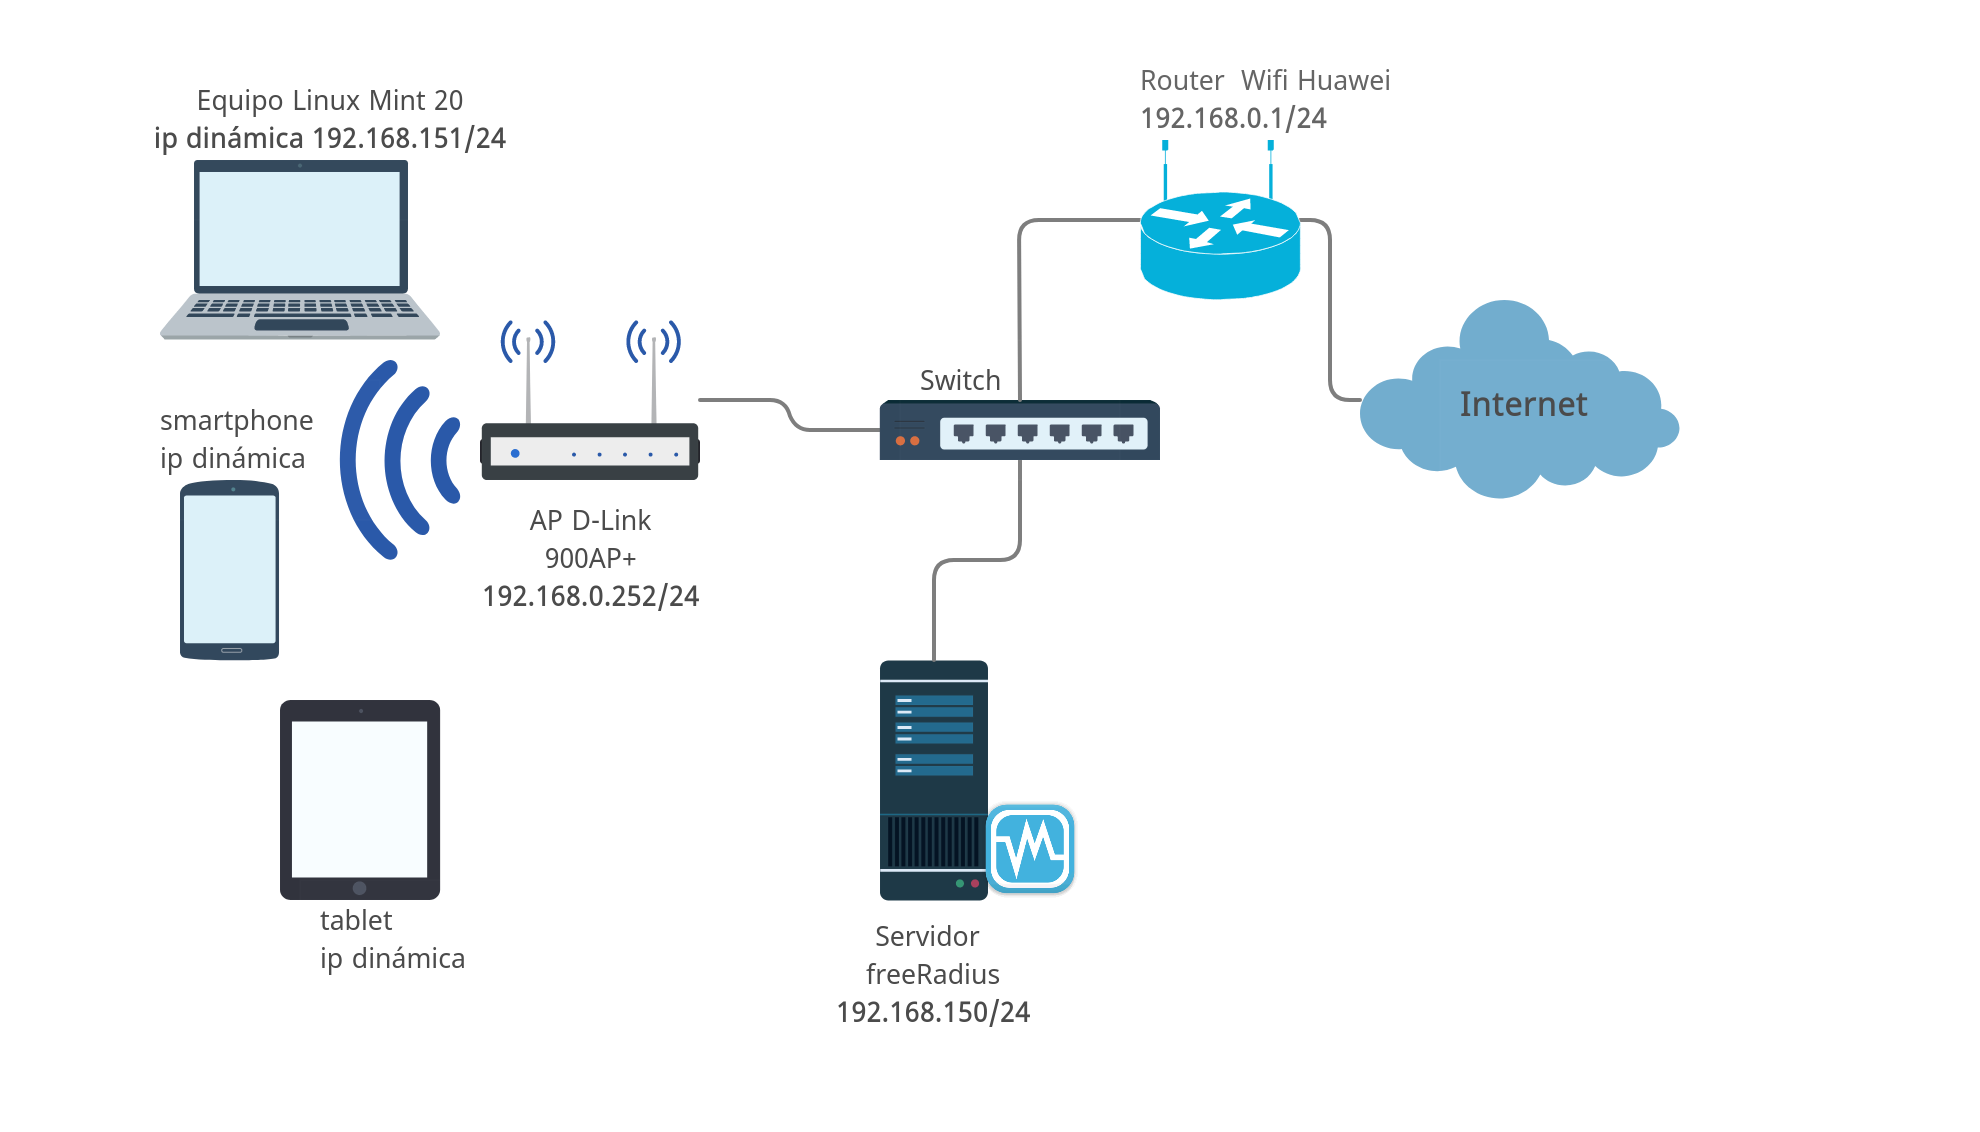 Equipo Linux Mint 20
ip dinámica 192.168.151/24
Router Wifi Huawei
192.168.0.1/24
smartphone
ip dinámica
Switch
Internet
AP D-Link
900AP+
192.168.0.252/24
tablet
ip dinámica
Servidor
freeRadius
192.168.150/24